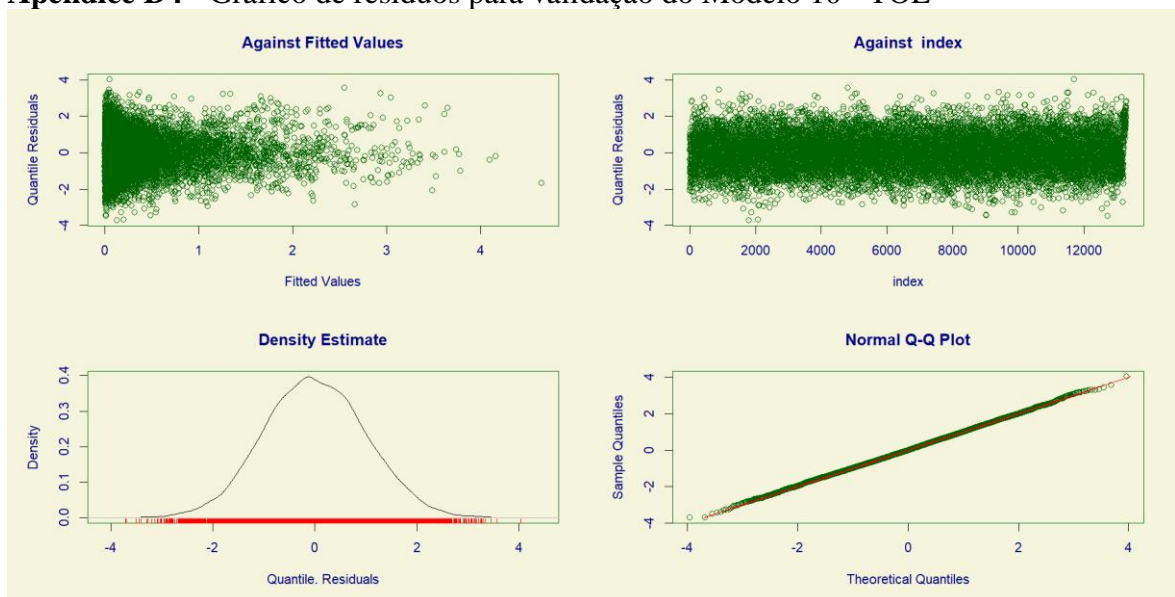 Apêndice D4 - Gráfico de resíduos para validação do Modelo 10 - TCE
Against Fitted Values
Quantile Residuals
-4 -2 0 2 4
0 1 2 3 4
Fitted Values
Against index
Quantile Residuals
-4 -2 0 2 4
0 2000 4000 6000 8000 10000 12000
index
Density Estimate
Density
0.0 0.1 0.2 0.3 0.4
-4 -2 0 2 4
Quantile. Residuals
Normal Q-Q Plot
Sample Quantiles
-4 -2 0 2 4
-4 -2 0 2 4
Theoretical Quantiles